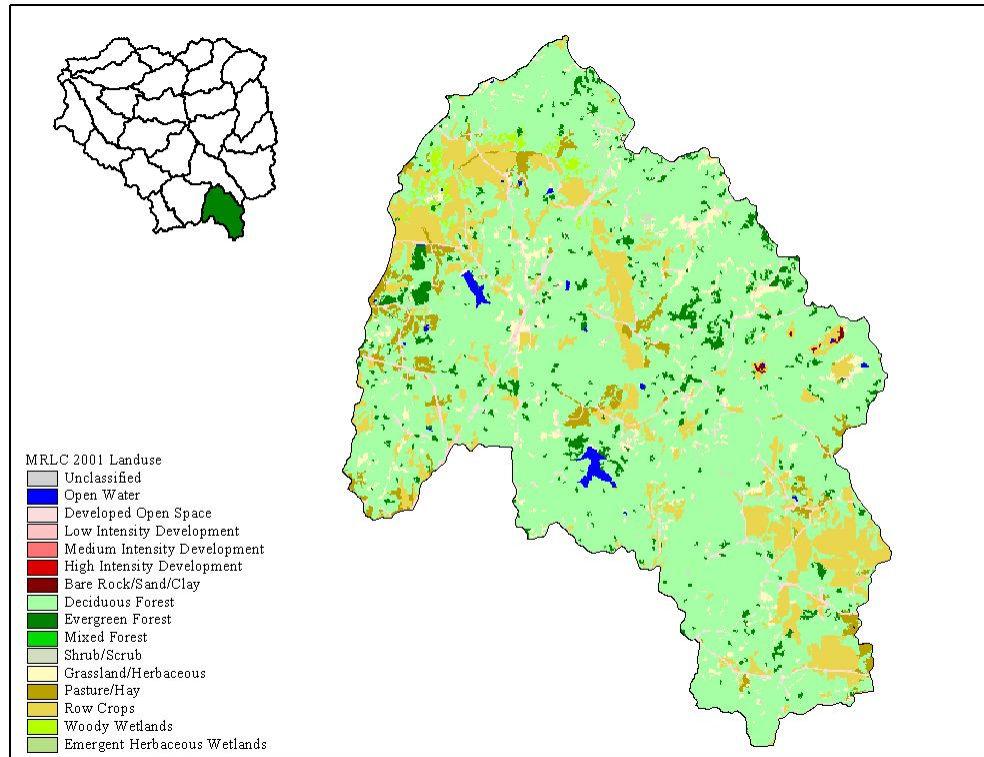 MRLC 2001 Landuse
Unclassified
Open Water
Developed Open Space
Low Intensity Development
Medium Intensity Development
High Intensity Development
Bare Rock/Sand/Clay
Deciduous Forest
Evergreen Forest
Mixed Forest
Shrub/Scrub
Grassland/Herbaceous
Pasture/Hay
Row Crops
Woody Wetlands
Emergent Herbaceous Wetlands